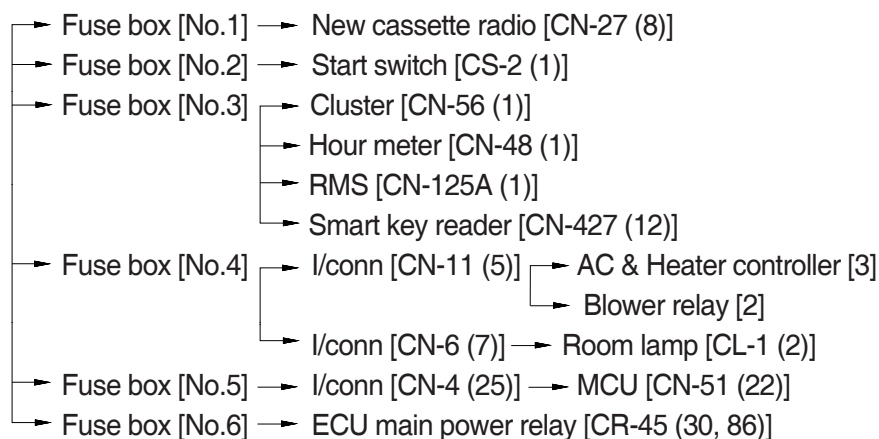 Fuse box [No.1] New cassette radio [CN-27 (8)]
Fuse box [No.2] Start switch [CS-2 (1)]
Fuse box [No.3] Cluster [CN-56 (1)]
Hour meter [CN-48 (1)]
RMS [CN-125A (1)]
Smart key reader [CN-427 (12)]
Fuse box [No.4] I/conn [CN-11 (5)] AC & Heater controller [3]
Blower relay [2]
I/conn [CN-6 (7)] Room lamp [CL-1 (2)]
Fuse box [No.5] I/conn [CN-4 (25)] MCU [CN-51 (22)]
Fuse box [No.6] ECU main power relay [CR-45 (30, 86)]